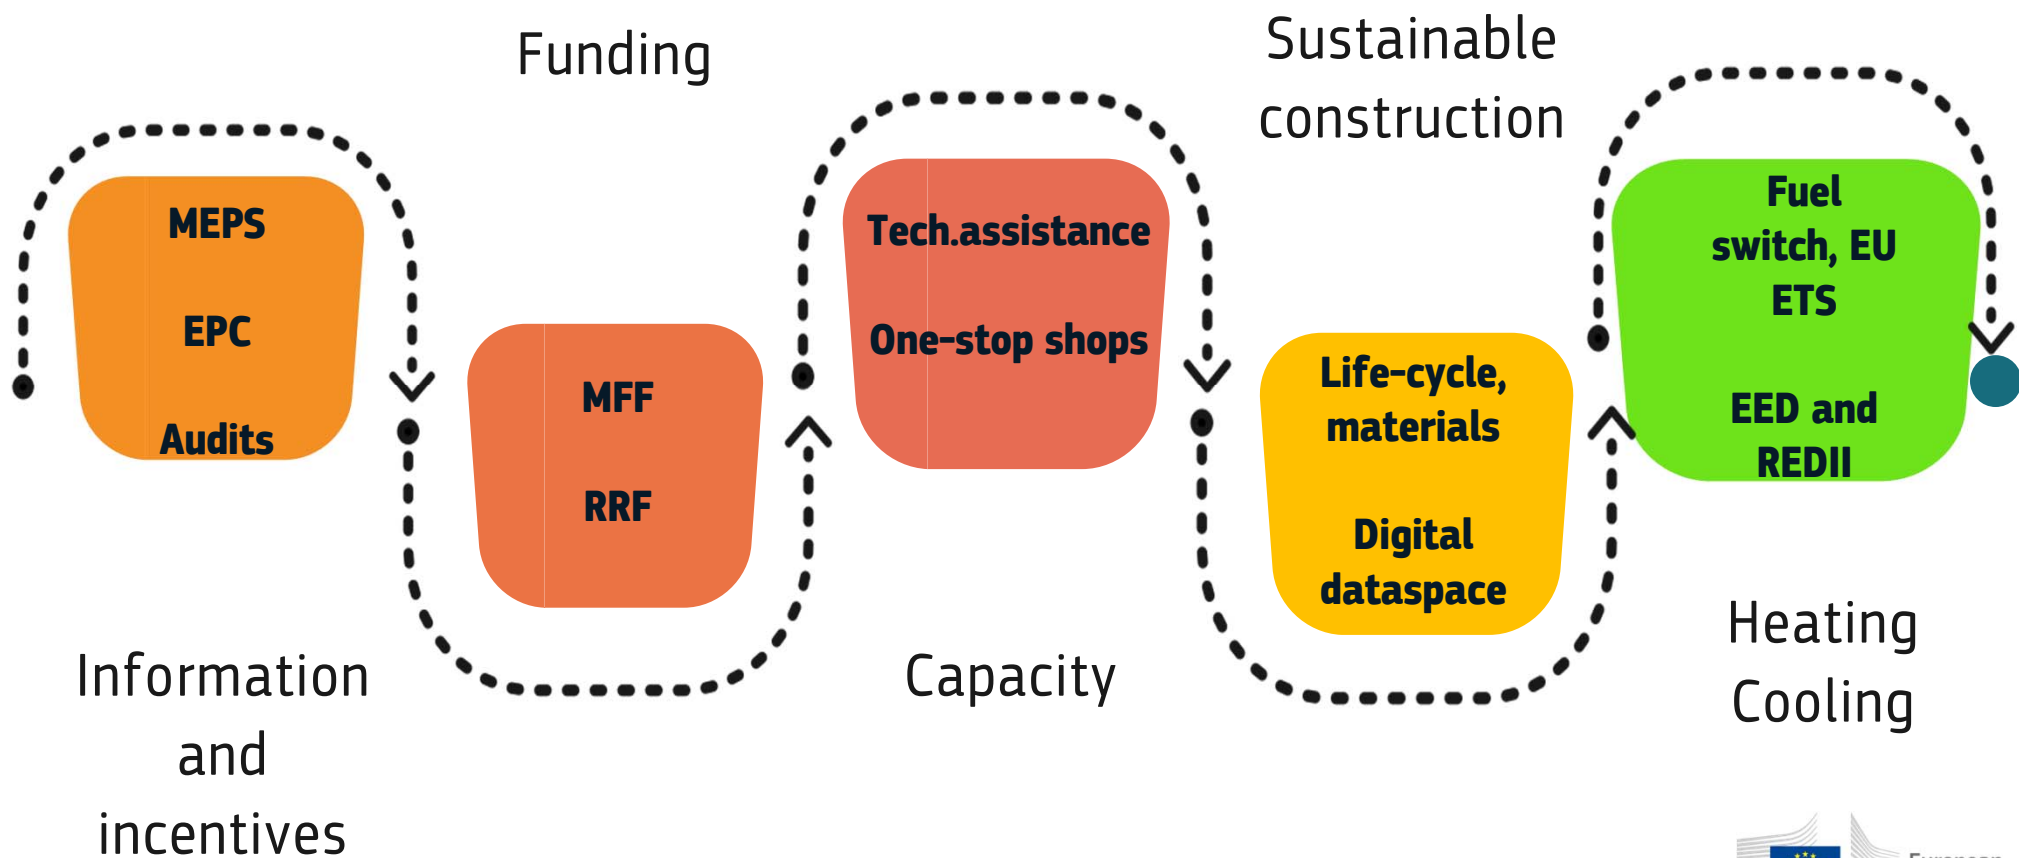 Funding
Sustainable
construction
MEPS
EPC
Audits
MFF
RRF
Tech.assistance
One-stop shops
Life-cycle,
materials
Digital
dataspace
Fuel
switch, EU
ETS
EED and
REDII
Information
and
incentives
Capacity
Heating
Cooling